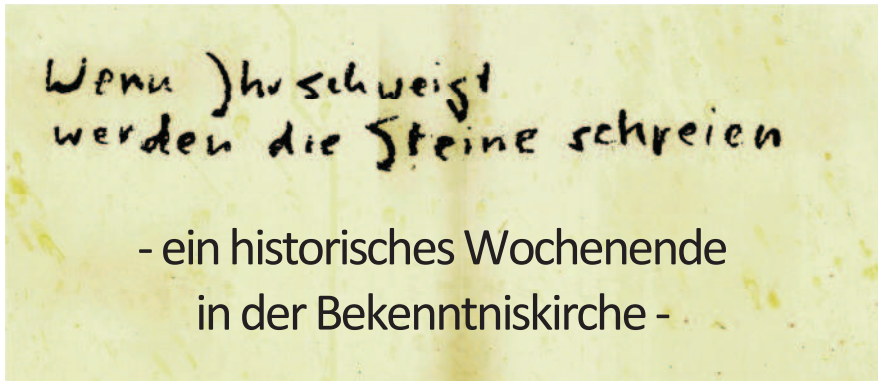 Wenn Ihr schweigt
werden die Steine schreien
- ein historisches Wochenende
in der Bekenntniskirche -